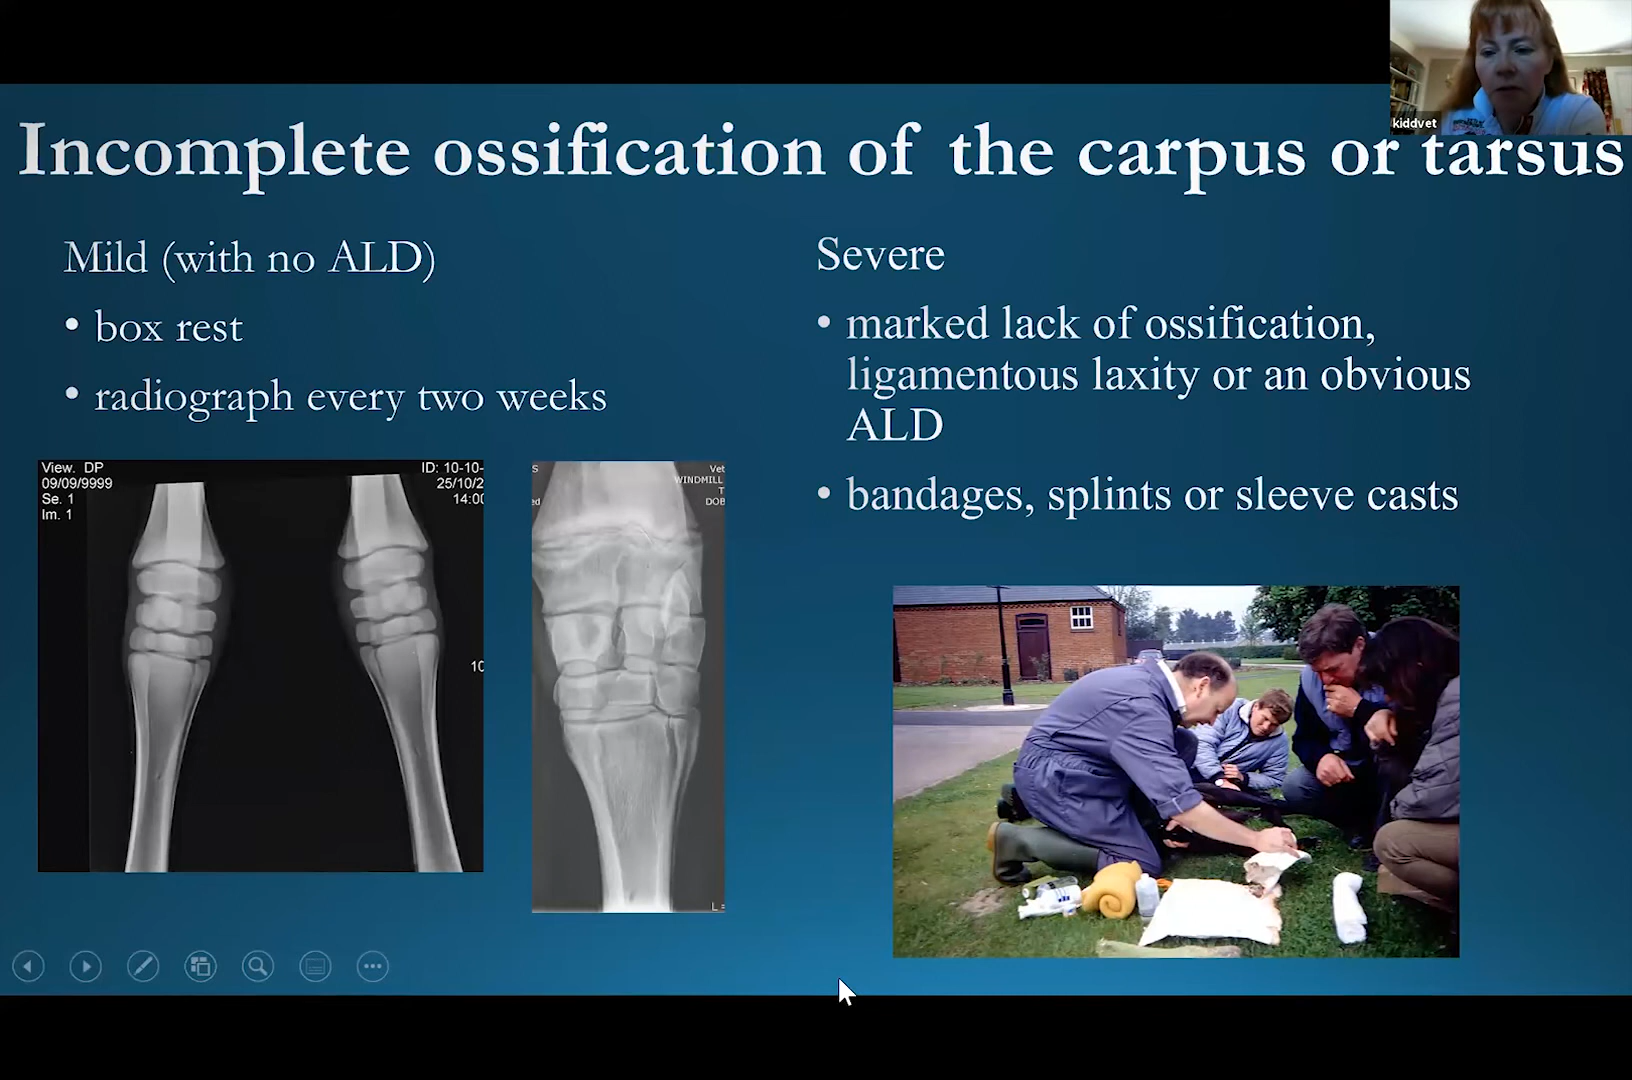 kiddvet
Incomplete ossification of the carpus or tarsus
Mild (with no ALD)
• box rest
• radiograph every two weeks
Severe
• marked lack of ossification,
ligamentous laxity or an obvious
ALD
• bandages, splints or sleeve casts
View. DP
09/09/9999
Se. 1
Im. 1
ID: 10-10-
25/10/2
14:00
10
S
ed
Vet
WINDMILL
T
DOB
L